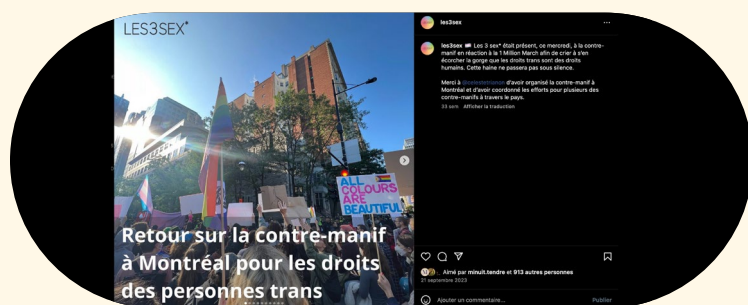 LES3SEX*
ALL
COLOURS
ARE
BEAUTIFUL
Retour sur la contre-manif
à Montréal pour les droits
des personnes trans
les3sex
les3sex Les 3 sex* était présent, ce mercredi, à la contre-
manif en réaction à la 1 Million March afin de crier à s'en
écorcher la gorge que les droits trans sont des droits
humains. Cette haine ne passera pas sous silence.
Merci à @celestetrianon d'avoir organisé la contre-manif à
Montréal et d'avoir coordonné les efforts pour plusieurs des
contre-manifs à travers le pays.
33 sem Afficher la traduction
Aimé par minuit.tendre et 913 autres personnes
21 septembre 2023
Ajouter un commentaire...
Publier